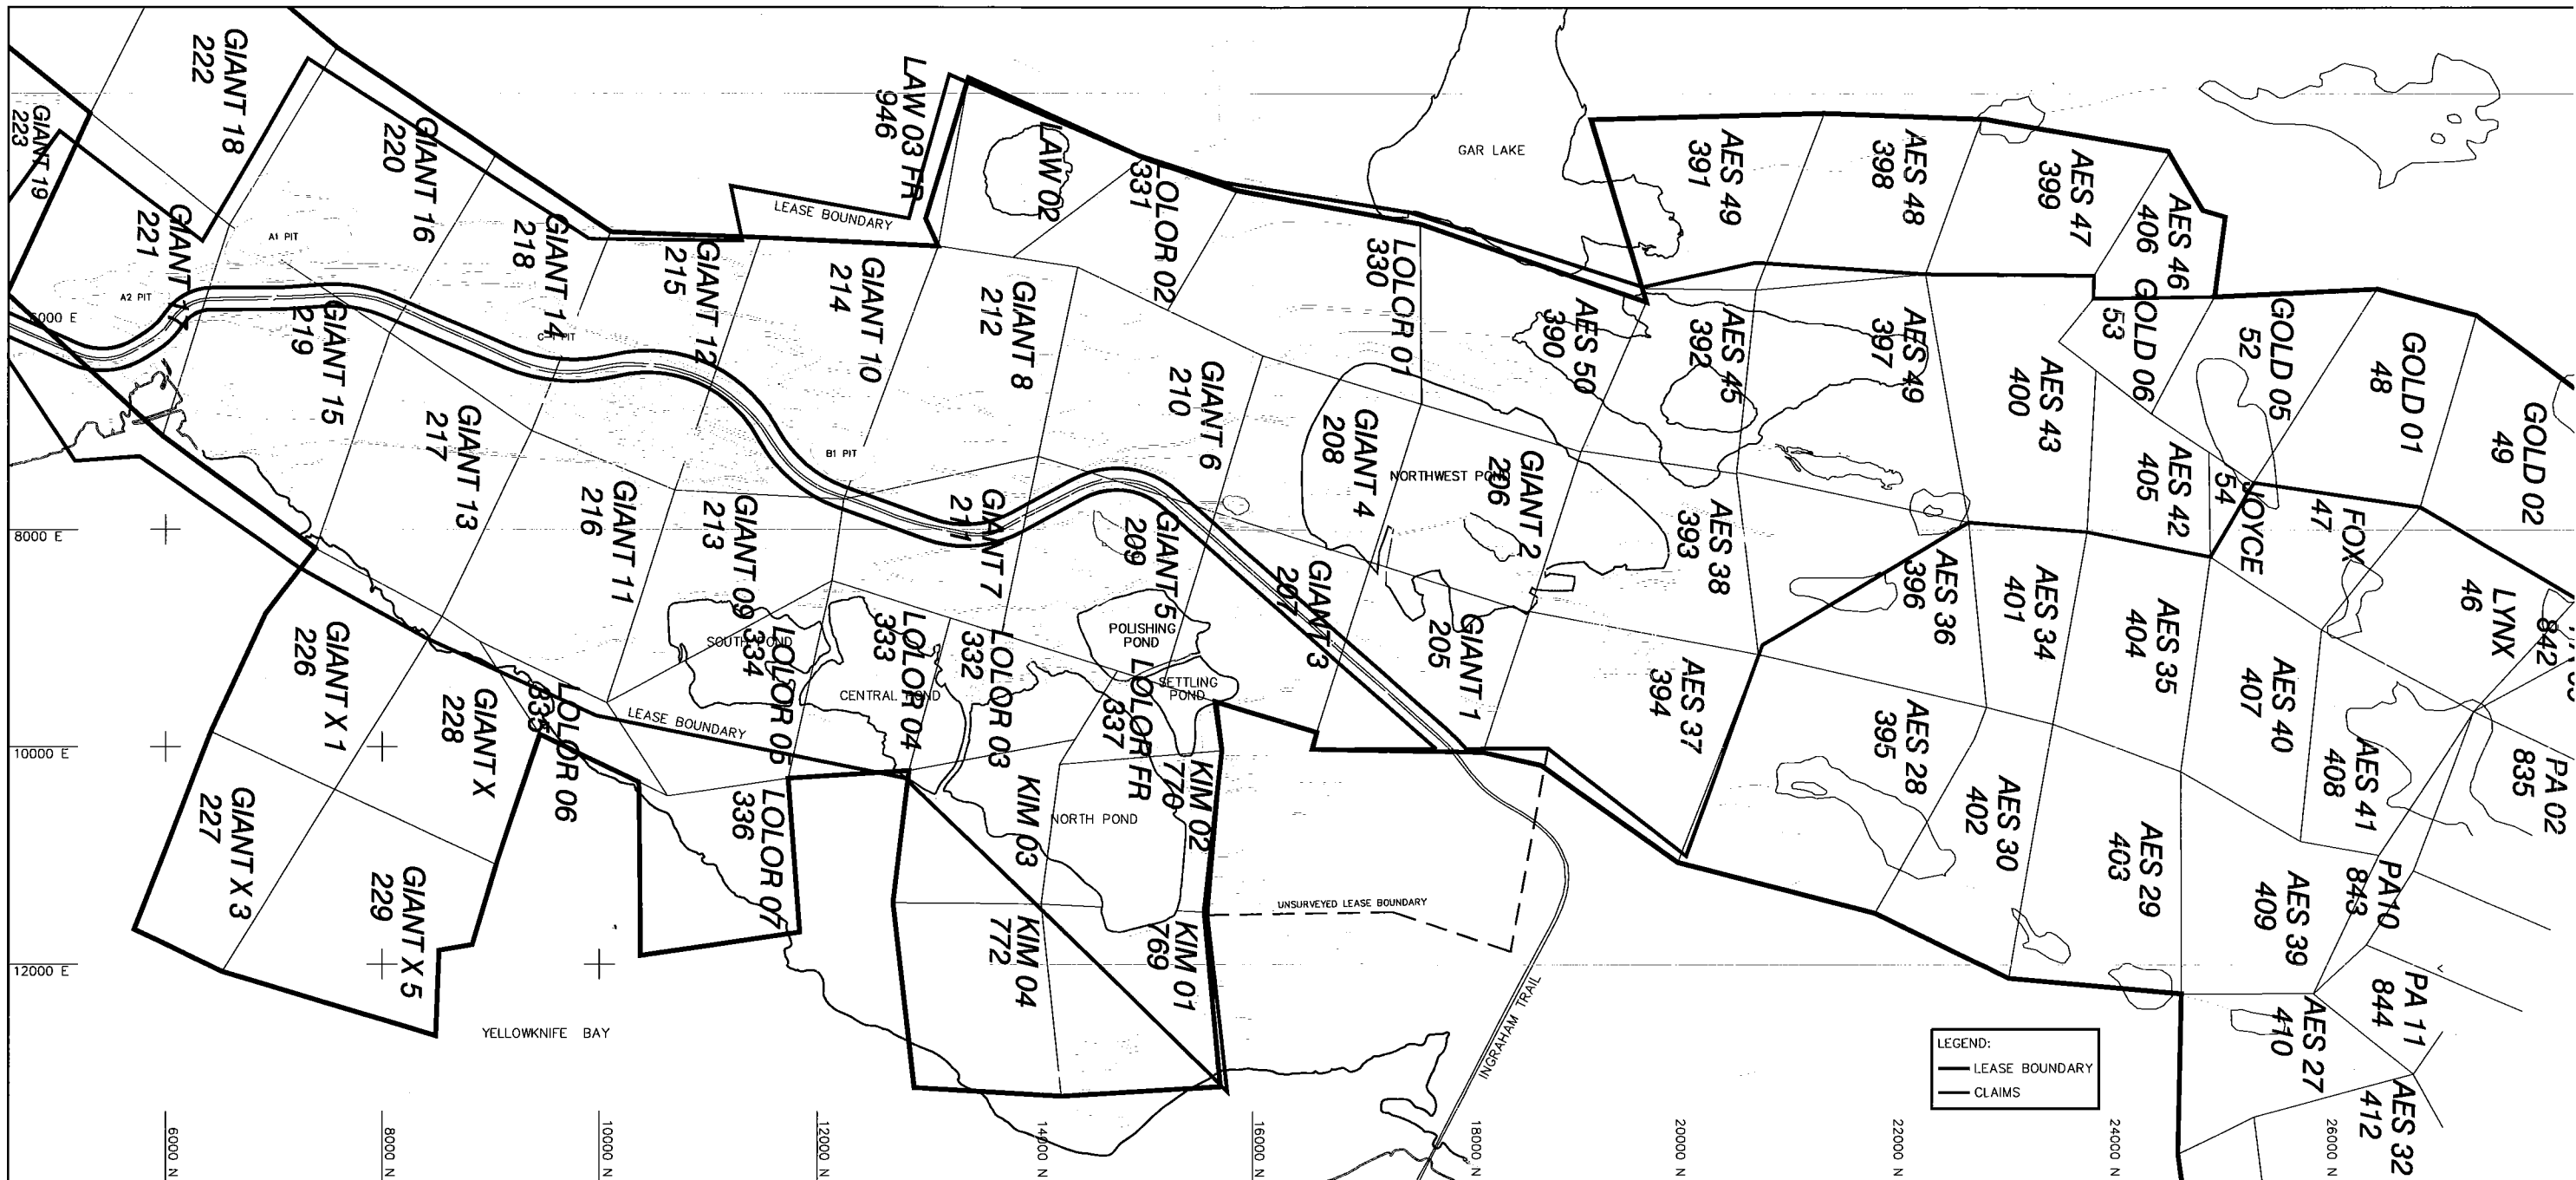 GIANT 18
222
GIANT 19
223
GIANT 16
220
221
A1 PIT
A2 PIT
GIANT 14
218
GIANT 15
219
C-1 PIT
GIANT 12
215
LAW 03 FR
946
LEASE BOUNDARY
LAW 02
LOLOR 02
331
GIANT 10
214
GIANT 8
212
B1 PIT
GIANT 6
210
LOLOR 01
330
GAR LAKE
AES 49
391
AES 48
398
AES 47
399
AES 46
406
GOLD 06
53
GOLD 05
52
GOLD 01
48
GOLD 02
49
AES 50
390
AES 45
392
AES 49
397
AES 43
400
AES 42
405
JOYCE
54
FOX
47
LYNX
46
842
PA 02
835
8000 E
GIANT 13
217
GIANT 11
216
GIANT 09
213
GIANT 7
211
GIANT 5
209
GIANT 4
208
NORTHWEST POND
GIANT 2
206
GIANT 3
207
GIANT 1
205
AES 38
393
AES 37
394
AES 36
396
AES 34
401
AES 35
404
AES 40
407
AES 41
408
AES 28
395
AES 30
402
AES 29
403
AES 39
409
PA10
843
PA 11
844
AES 27
410
AES 32
412
SOUTH POND
CENTRAL POND
POLISHING
POND
SETTLING
POND
NORTH POND
LOLOR 05
334
LOLOR 04
333
LOLOR 03
332
LOLOR FR
337
KIM 02
770
KIM 03
KIM 01
769
KIM 04
772
LOLOR 06
335
LOLOR 07
336
LEASE BOUNDARY
GIANT X 1
226
GIANT X
228
GIANT X 3
227
GIANT X 5
229
10000 E
12000 E
YELLOWKNIFE BAY
UNSURVEYED LEASE BOUNDARY
INGRAHAM TRAIL
LEGEND:
LEASE BOUNDARY
CLAIMS
6000 N
8000 N
10000 N
12000 N
14000 N
16000 N
18000 N
20000 N
22000 N
24000 N
26000 N